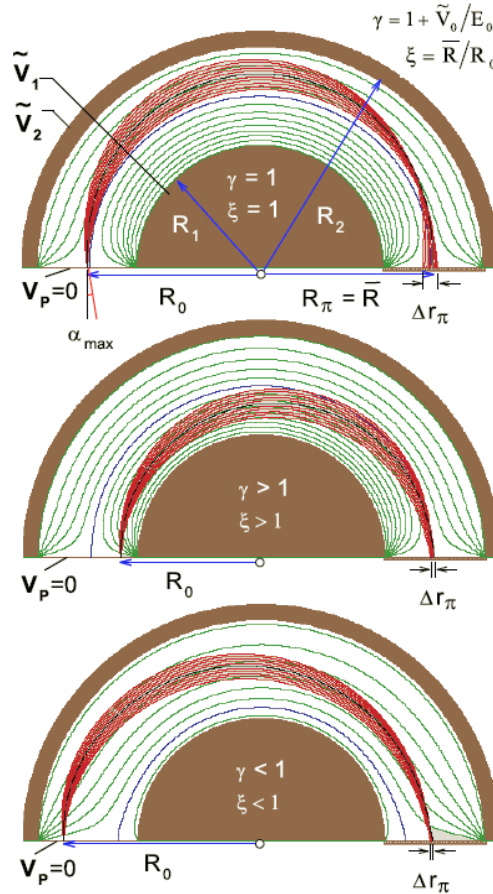 γ = 1 + Ṽ₀/E₀
ξ = R̅/R₀
Ṽ₁
Ṽ₂
γ = 1
ξ = 1
R₁
R₂
V_P=0
R₀
R_π = R̅
Δr_π
α_max
γ > 1
ξ > 1
V_P=0
R₀
Δr_π
γ < 1
ξ < 1
V_P=0
R₀
Δr_π